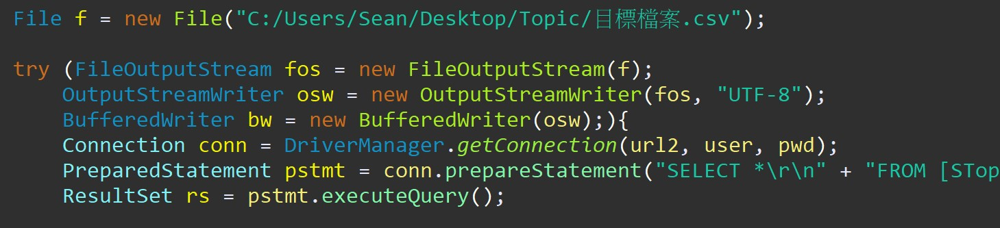 File f = new File("C:/Users/Sean/Desktop/Topic/目標檔案.csv");
try (FileOutputStream fos = new FileOutputStream(f);
OutputStreamWriter osw = new OutputStreamWriter(fos, "UTF-8");
BufferedWriter bw = new BufferedWriter(osw);){
Connection conn = DriverManager.getConnection(url2, user, pwd);
PreparedStatement pstmt = conn.prepareStatement("SELECT *\r\n" + "FROM [STop
ResultSet rs = pstmt.executeQuery();